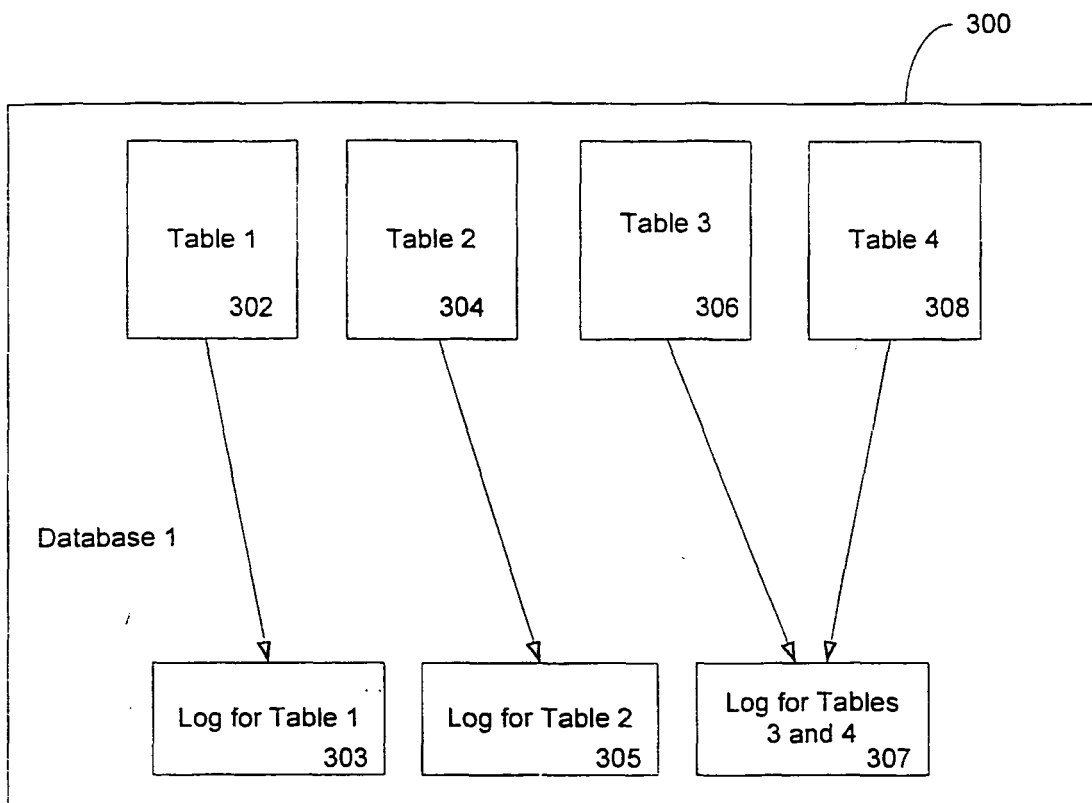 300
Table 1
302
Table 2
304
Table 3
306
Table 4
308
Database 1
Log for Table 1
303
Log for Table 2
305
Log for Tables
3 and 4
307